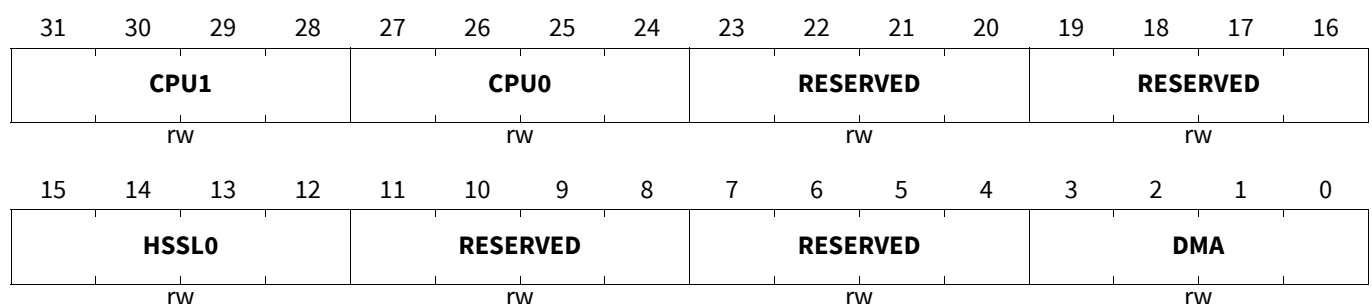 31 30 29 28 27 26 25 24 23 22 21 20 19 18 17 16
CPU1 CPU0 RESERVED RESERVED
rw rw rw rw
15 14 13 12 11 10 9 8 7 6 5 4 3 2 1 0
HSSL0 RESERVED RESERVED DMA
rw rw rw rw